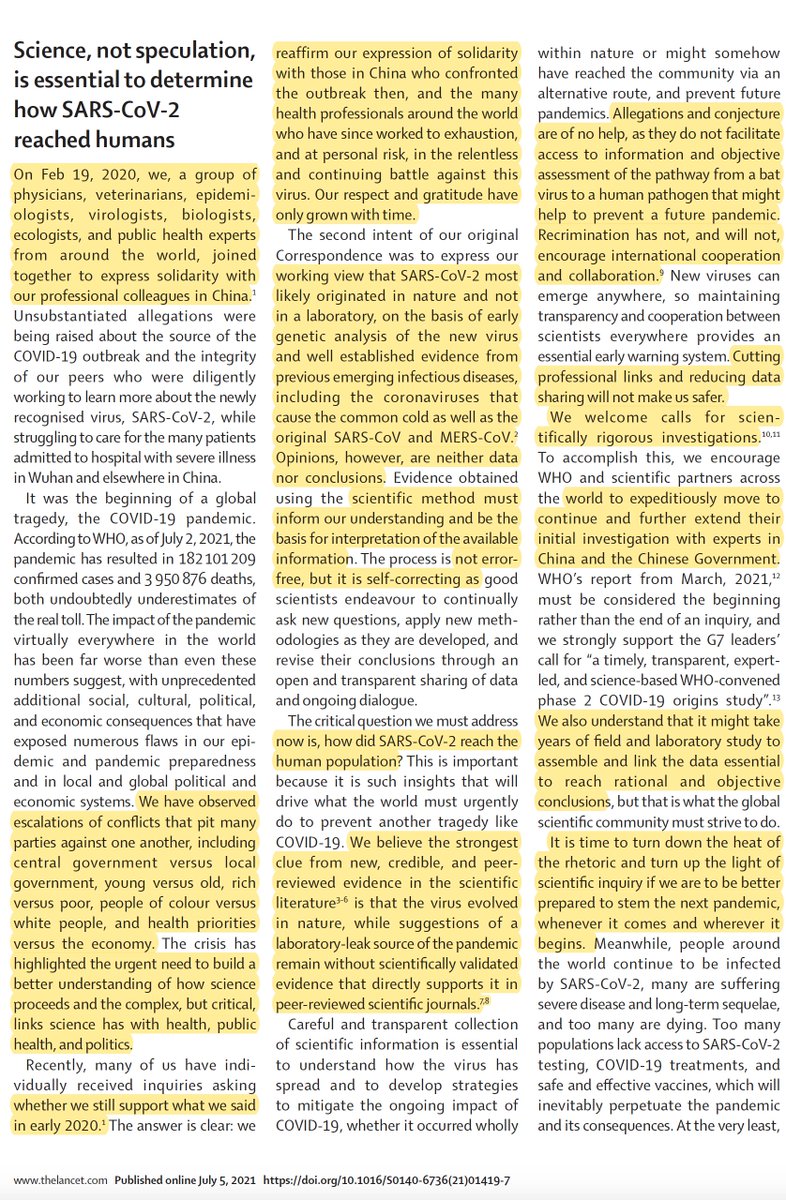 Science, not speculation,
is essential to determine
how SARS-CoV-2
reached humans
On Feb 19, 2020, we, a group of
physicians, veterinarians, epidemi-
ologists, virologists, biologists,
ecologists, and public health experts
from around the world, joined
together to express solidarity with
our professional colleagues in China.¹
Unsubstantiated allegations were
being raised about the source of the
COVID-19 outbreak and the integrity
of our peers who were diligently
working to learn more about the newly
recognised virus, SARS-CoV-2, while
struggling to care for the many patients
admitted to hospital with severe illness
in Wuhan and elsewhere in China.
It was the beginning of a global
tragedy, the COVID-19 pandemic.
According to WHO, as of July 2, 2021, the
pandemic has resulted in 182 101 209
confirmed cases and 3 950 876 deaths,
both undoubtedly underestimates of
the real toll. The impact of the pandemic
virtually everywhere in the world
has been far worse than even these
numbers suggest, with unprecedented
additional social, cultural, political,
and economic consequences that have
exposed numerous flaws in our epi-
demic and pandemic preparedness
and in local and global political and
economic systems. We have observed
escalations of conflicts that pit many
parties against one another, including
central government versus local
government, young versus old, rich
versus poor, people of colour versus
white people, and health priorities
versus the economy. The crisis has
highlighted the urgent need to build a
better understanding of how science
proceeds and the complex, but critical,
links science has with health, public
health, and politics.
Recently, many of us have indi-
vidually received inquiries asking
whether we still support what we said
in early 2020.¹ The answer is clear: we
reaffirm our expression of solidarity
with those in China who confronted
the outbreak then, and the many
health professionals around the world
who have since worked to exhaustion,
and at personal risk, in the relentless
and continuing battle against this
virus. Our respect and gratitude have
only grown with time.
The second intent of our original
Correspondence was to express our
working view that SARS-CoV-2 most
likely originated in nature and not
in a laboratory, on the basis of early
genetic analysis of the new virus
and well established evidence from
previous emerging infectious diseases,
including the coronaviruses that
cause the common cold as well as the
original SARS-CoV and MERS-CoV.²
Opinions, however, are neither data
nor conclusions. Evidence obtained
using the scientific method must
inform our understanding and be the
basis for interpretation of the available
information. The process is not error-
free, but it is self-correcting as good
scientists endeavour to continually
ask new questions, apply new meth-
odologies as they are developed, and
revise their conclusions through an
open and transparent sharing of data
and ongoing dialogue.
The critical question we must address
now is, how did SARS-CoV-2 reach the
human population? This is important
because it is such insights that will
drive what the world must urgently
do to prevent another tragedy like
COVID-19. We believe the strongest
clue from new, credible, and peer-
reviewed evidence in the scientific
literature³⁻⁶ is that the virus evolved
in nature, while suggestions of a
laboratory-leak source of the pandemic
remain without scientifically validated
evidence that directly supports it in
peer-reviewed scientific journals.⁷,⁸
Careful and transparent collection
of scientific information is essential
to understand how the virus has
spread and to develop strategies
to mitigate the ongoing impact of
COVID-19, whether it occurred wholly
within nature or might somehow
have reached the community via an
alternative route, and prevent future
pandemics. Allegations and conjecture
are of no help, as they do not facilitate
access to information and objective
assessment of the pathway from a bat
virus to a human pathogen that might
help to prevent a future pandemic.
Recrimination has not, and will not,
encourage international cooperation
and collaboration.⁹ New viruses can
emerge anywhere, so maintaining
transparency and cooperation between
scientists everywhere provides an
essential early warning system. Cutting
professional links and reducing data
sharing will not make us safer.
We welcome calls for scien-
tifically rigorous investigations.¹⁰,¹¹
To accomplish this, we encourage
WHO and scientific partners across
the world to expeditiously move to
continue and further extend their
initial investigation with experts in
China and the Chinese Government.
WHO's report from March, 2021,¹²
must be considered the beginning
rather than the end of an inquiry, and
we strongly support the G7 leaders'
call for "a timely, transparent, expert-
led, and science-based WHO-convened
phase 2 COVID-19 origins study".¹³
We also understand that it might take
years of field and laboratory study to
assemble and link the data essential
to reach rational and objective
conclusions, but that is what the global
scientific community must strive to do.
It is time to turn down the heat of
the rhetoric and turn up the light of
scientific inquiry if we are to be better
prepared to stem the next pandemic,
whenever it comes and wherever it
begins. Meanwhile, people around
the world continue to be infected
by SARS-CoV-2, many are suffering
severe disease and long-term sequelae,
and too many are dying. Too many
populations lack access to SARS-CoV-2
testing, COVID-19 treatments, and
safe and effective vaccines, which will
inevitably perpetuate the pandemic
and its consequences. At the very least,
www.thelancet.com Published online July 5, 2021 https://doi.org/10.1016/S0140-6736(21)01419-7